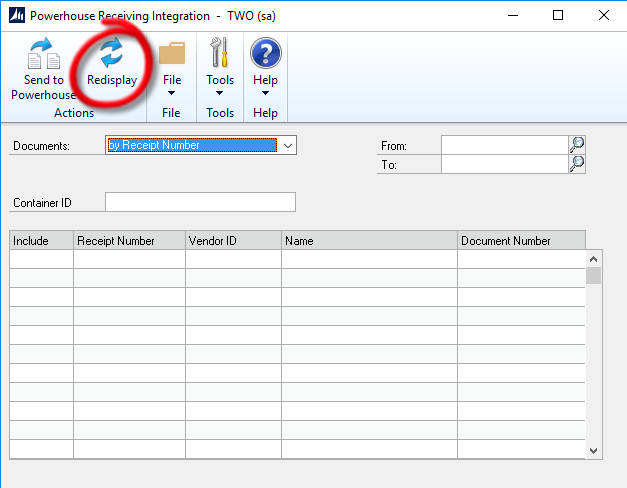 Powerhouse Receiving Integration - TWO (sa)
Send to Powerhouse
Redisplay
File
Tools
Help
Actions
File
Tools
Help
Documents:
by Receipt Number
From:
To:
Container ID
Include
Receipt Number
Vendor ID
Name
Document Number